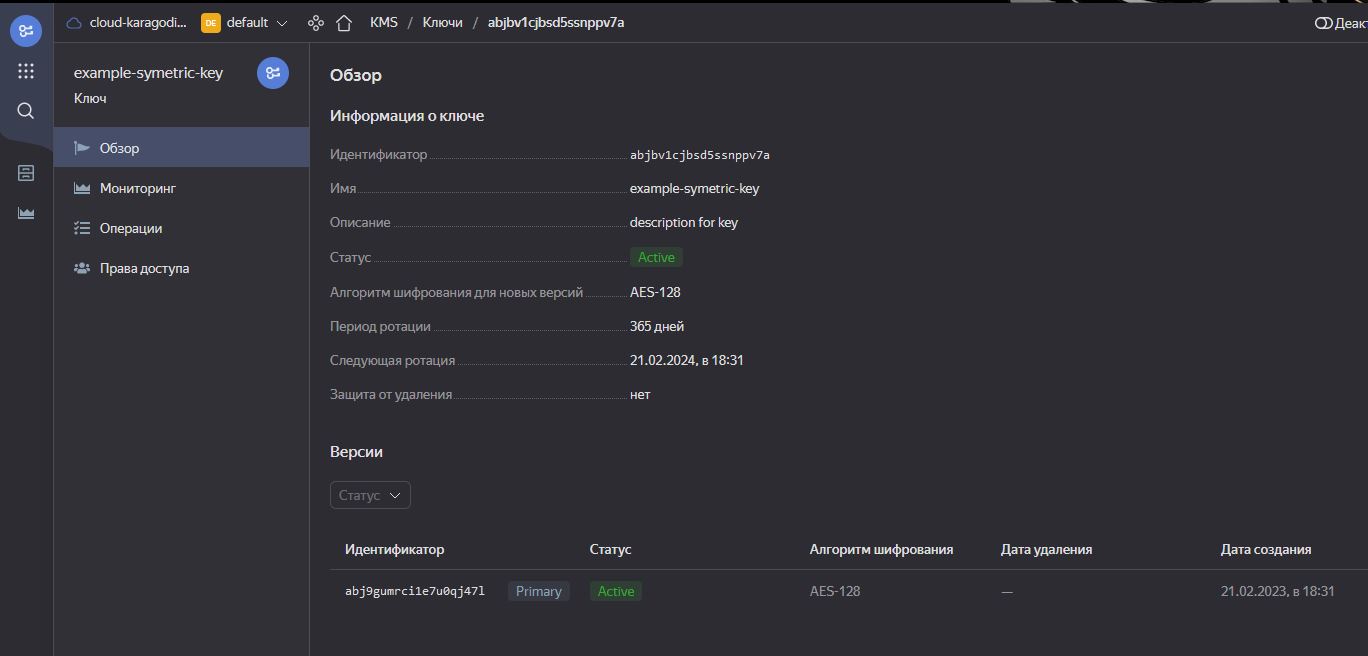 cloud-karagodi... DE default KMS / Ключи / abjbv1cjbsd5ssnppv7a Деакт
example-symetric-key
Ключ
Обзор
Мониторинг
Операции
Права доступа
Обзор
Информация о ключе
Идентификатор abjbv1cjbsd5ssnppv7a
Имя example-symetric-key
Описание description for key
Статус Active
Алгоритм шифрования для новых версий AES-128
Период ротации 365 дней
Следующая ротация 21.02.2024, в 18:31
Защита от удаления нет
Версии
Статус
Идентификатор Статус Алгоритм шифрования Дата удаления Дата создания
abj9gumrci1e7u0qj47l Primary Active AES-128 — 21.02.2023, в 18:31